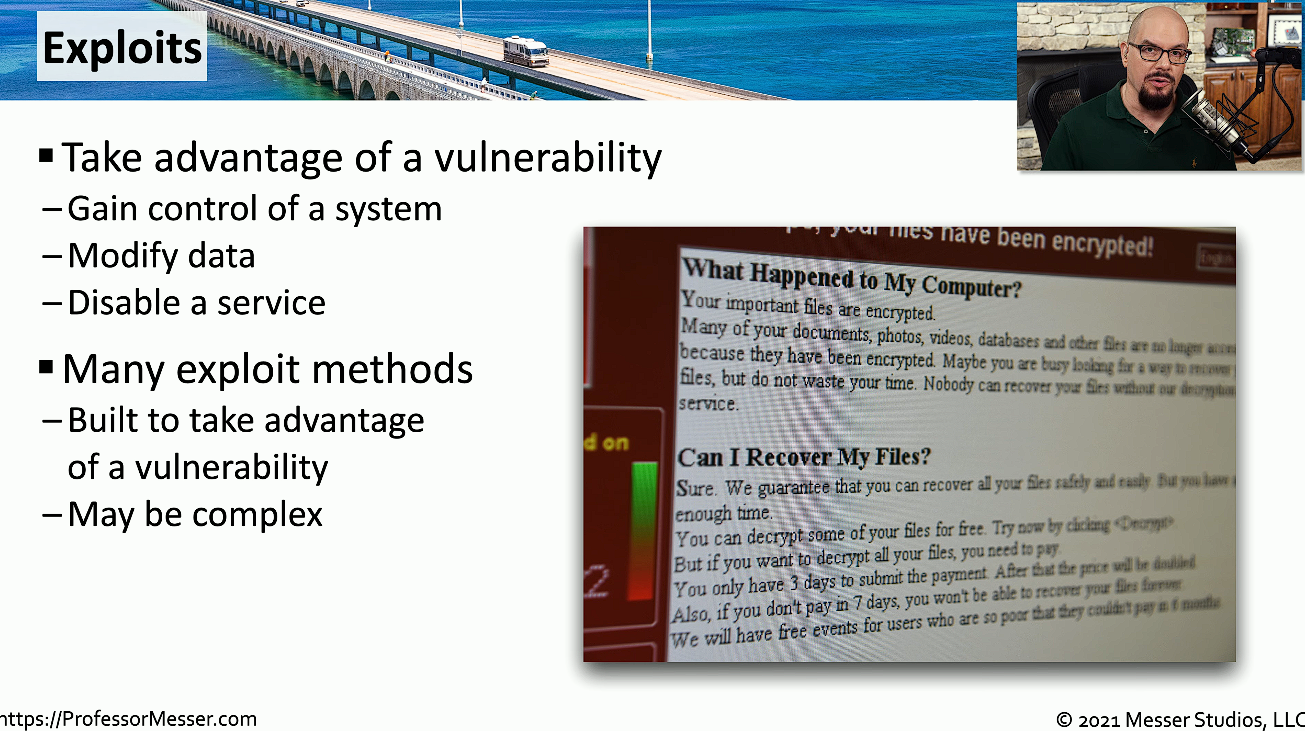 Exploits
▪Take advantage of a vulnerability
–Gain control of a system
–Modify data
–Disable a service
▪Many exploit methods
–Built to take advantage
of a vulnerability
–May be complex
your files have been encrypted!
English
What Happened to My Computer?
Your important files are encrypted.
Many of your documents, photos, videos, databases and other files are no longer
because they have been encrypted. Maybe you are busy looking for a way to recover
files, but do not waste your time. Nobody can recover your files without our decryption
service.
Can I Recover My Files?
Sure. We guarantee that you can recover all your files safely and easily. But you have
enough time.
You can decrypt some of your files for free. Try now by clicking <Decrypt>.
But if you want to decrypt all your files, you need to pay.
You only have 3 days to submit the payment. After that the price will be doubled.
Also, if you don't pay in 7 days, you won't be able to recover your files forever.
We will have free events for users who are so poor that they couldn't pay in 6 months
d on
2
https://ProfessorMesser.com
© 2021 Messer Studios, LLC